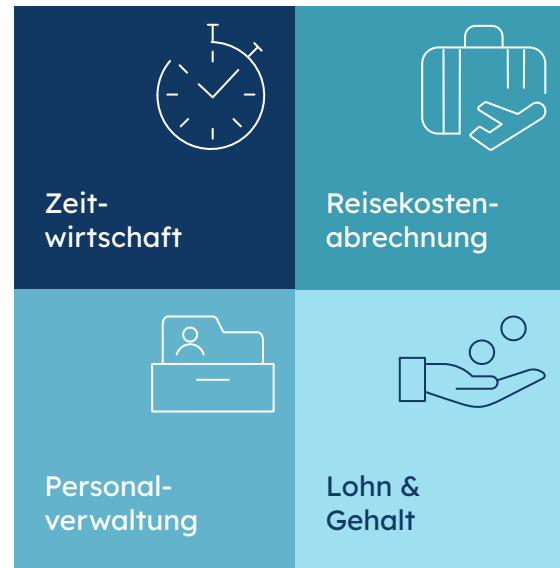 Zeit-
wirtschaft
Reisekosten-
abrechnung
Personal-
verwaltung
Lohn &
Gehalt